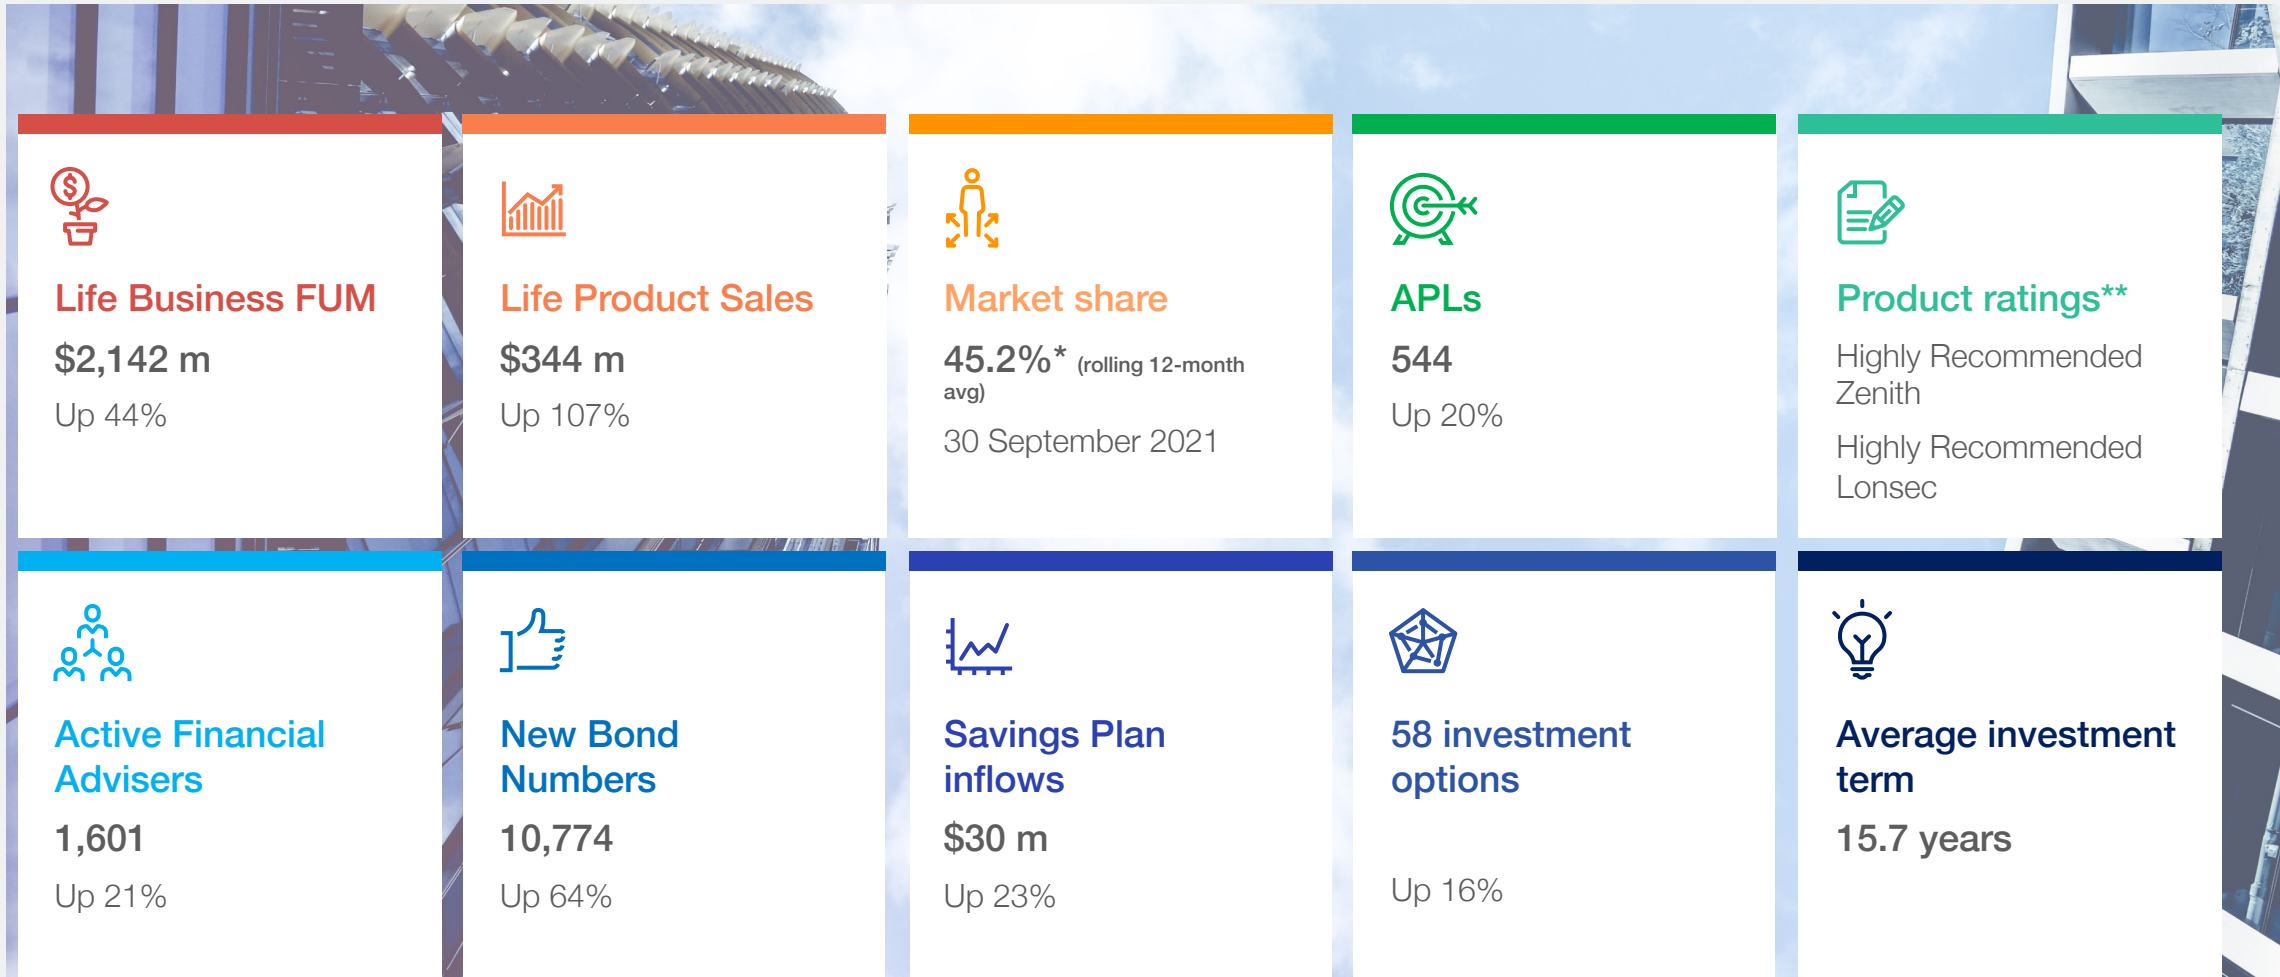 Life Business FUM
$2,142 m
Up 44%
Life Product Sales
$344 m
Up 107%
Market share
45.2%* (rolling 12-month
avg)
30 September 2021
APLs
544
Up 20%
Product ratings**
Highly Recommended
Zenith
Highly Recommended
Lonsec
Active Financial
Advisers
1,601
Up 21%
New Bond
Numbers
10,774
Up 64%
Savings Plan
inflows
$30 m
Up 23%
58 investment
options
Up 16%
Average investment
term
15.7 years